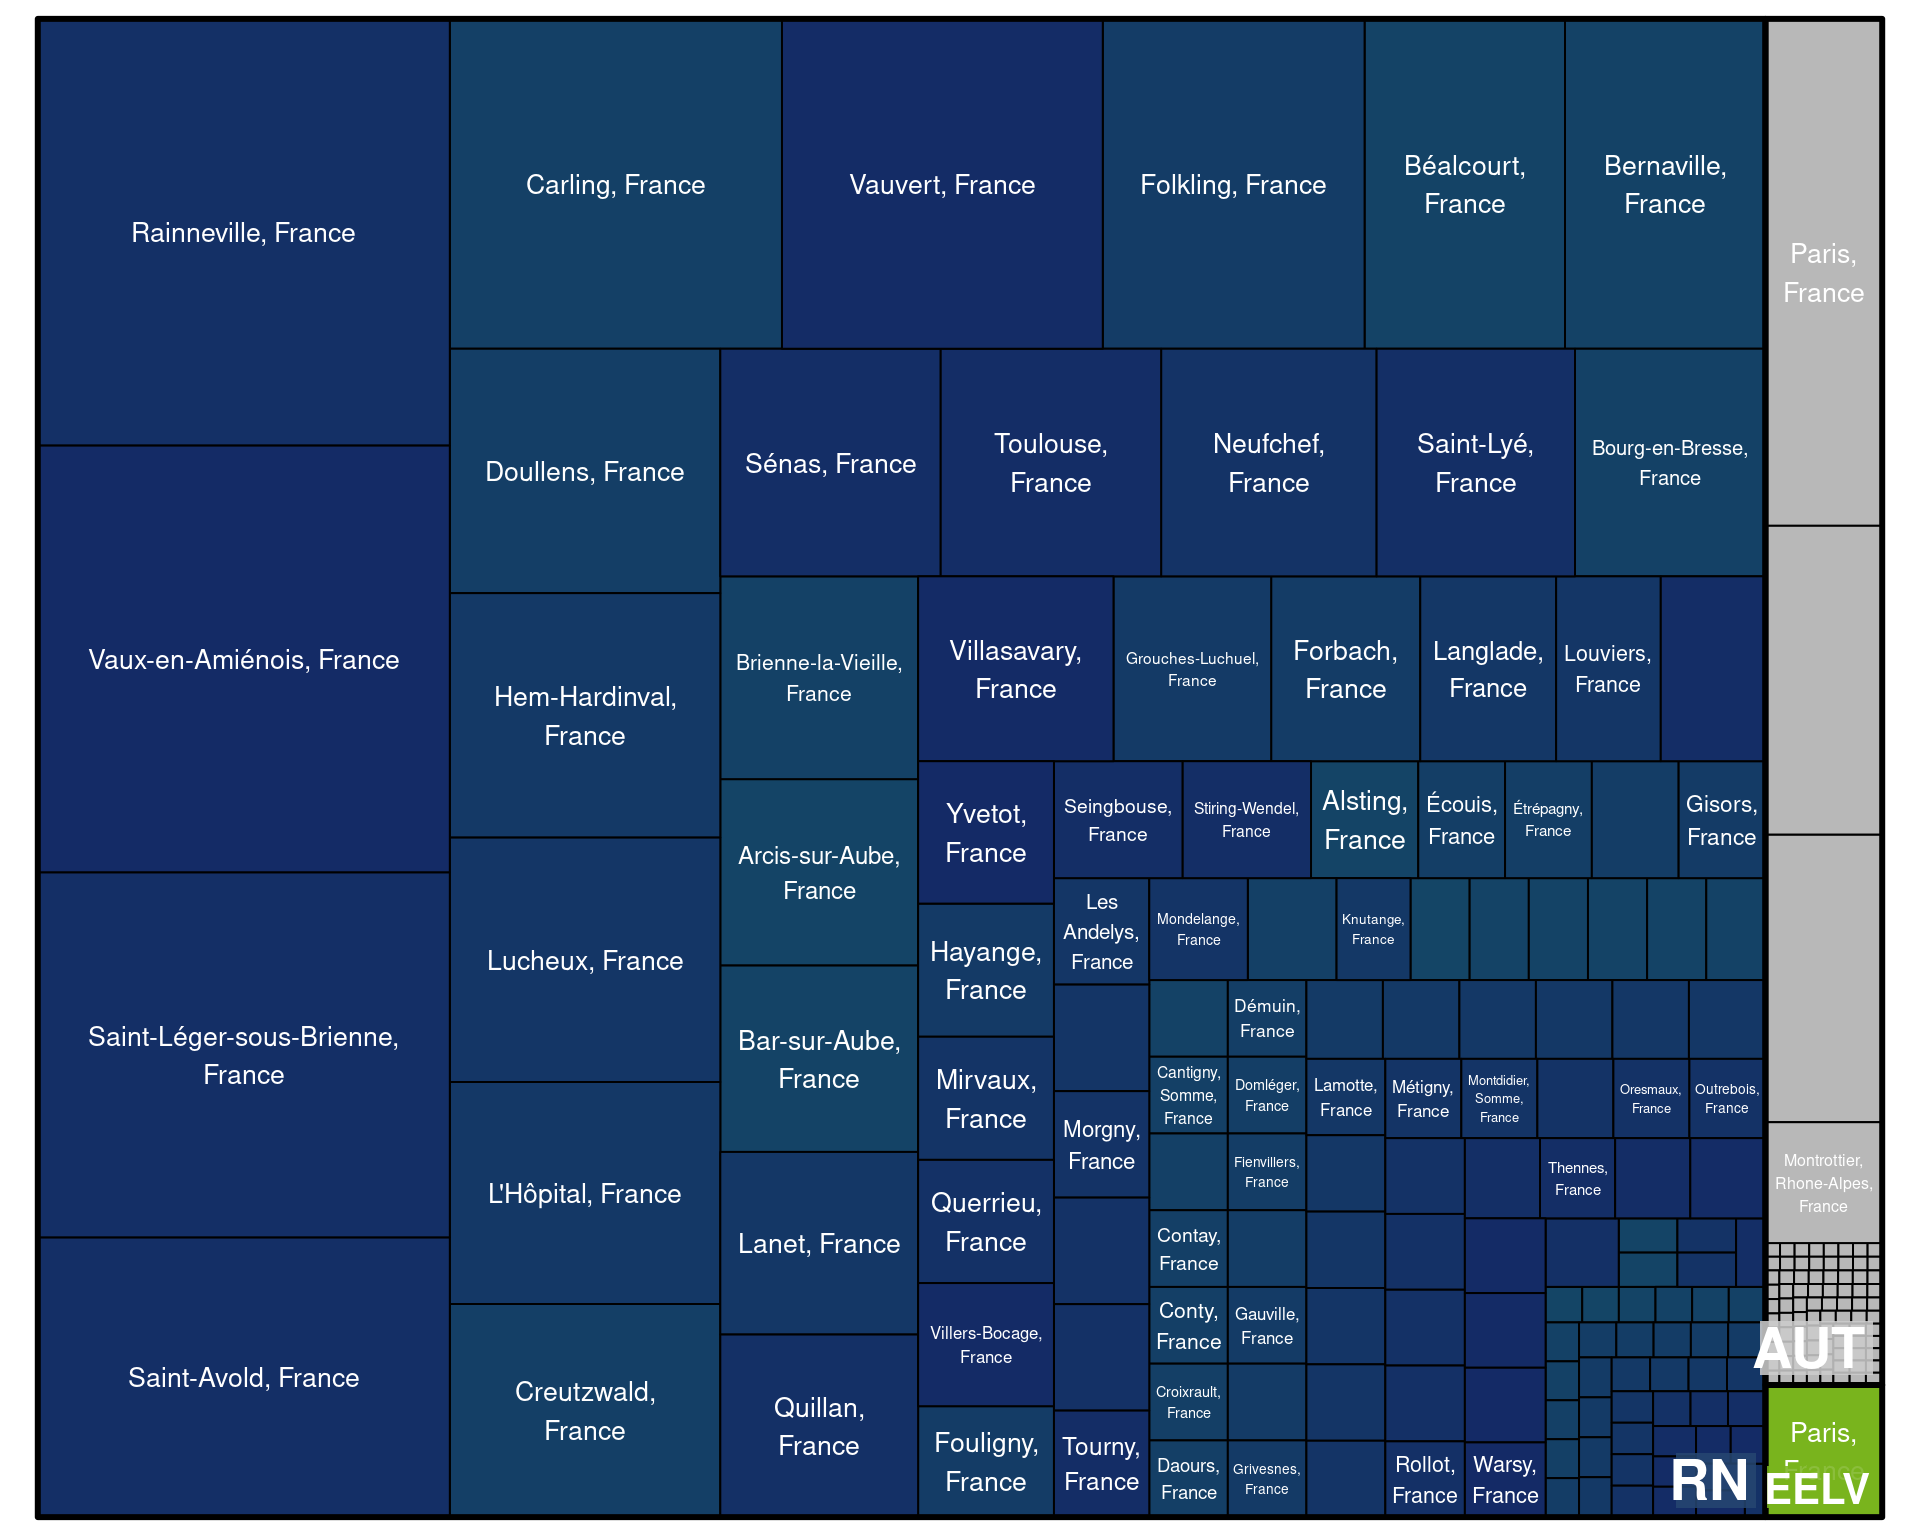 Rainneville, France
Vaux-en-Amiénois, France
Saint-Léger-sous-Brienne,
France
Saint-Avold, France
Carling, France
Vauvert, France
Folkling, France
Béalcourt,
France
Bernaville,
France
Doullens, France
Hem-Hardinval,
France
Lucheux, France
L'Hôpital, France
Creutzwald,
France
Sénas, France
Toulouse,
France
Neufchef,
France
Saint-Lyé,
France
Bourg-en-Bresse,
France
Brienne-la-Vieille,
France
Arcis-sur-Aube,
France
Bar-sur-Aube,
France
Lanet, France
Quillan,
France
Villasavary,
France
Grouches-Luchuel,
France
Forbach,
France
Langlade,
France
Louviers,
France
Yvetot,
France
Hayange,
France
Mirvaux,
France
Querrieu,
France
Villers-Bocage,
France
Fouligny,
France
Seingbouse,
France
Stiring-Wendel,
France
Alsting,
France
Écouis,
France
Étrépagny,
France
Gisors,
France
Les
Andelys,
France
Morgny,
France
Tourny,
France
Mondelange,
France
Knutange,
France
Démuin,
France
Cantigny,
Somme,
France
Domléger,
France
Lamotte,
France
Métigny,
France
Montdidier,
Somme,
France
Oresmaux,
France
Outrebois,
France
Fienvillers,
France
Thennes,
France
Contay,
France
Conty,
France
Gauville,
France
Croixrault,
France
Daours,
France
Grivesnes,
France
Rollot,
France
Warsy,
France
RN
Paris,
France
Montrottier,
Rhone-Alpes,
France
AUT
Paris,
France
EELV